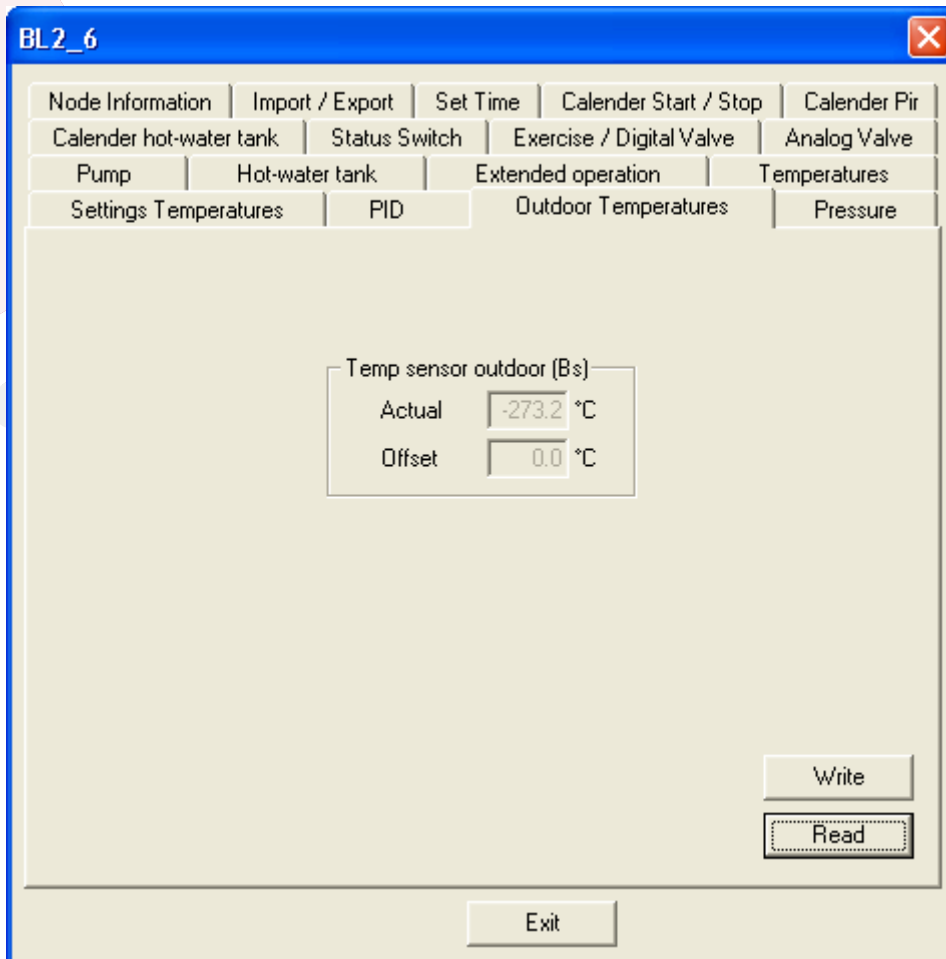 BL2_6
Node Information Import / Export Set Time Calender Start / Stop Calender Pir
Calender hot-water tank Status Switch Exercise / Digital Valve Analog Valve
Pump Hot-water tank Extended operation Temperatures
Settings Temperatures PID Outdoor Temperatures Pressure
Temp sensor outdoor (Bs)
Actual -273.2 °C
Offset 0.0 °C
Write
Read
Exit